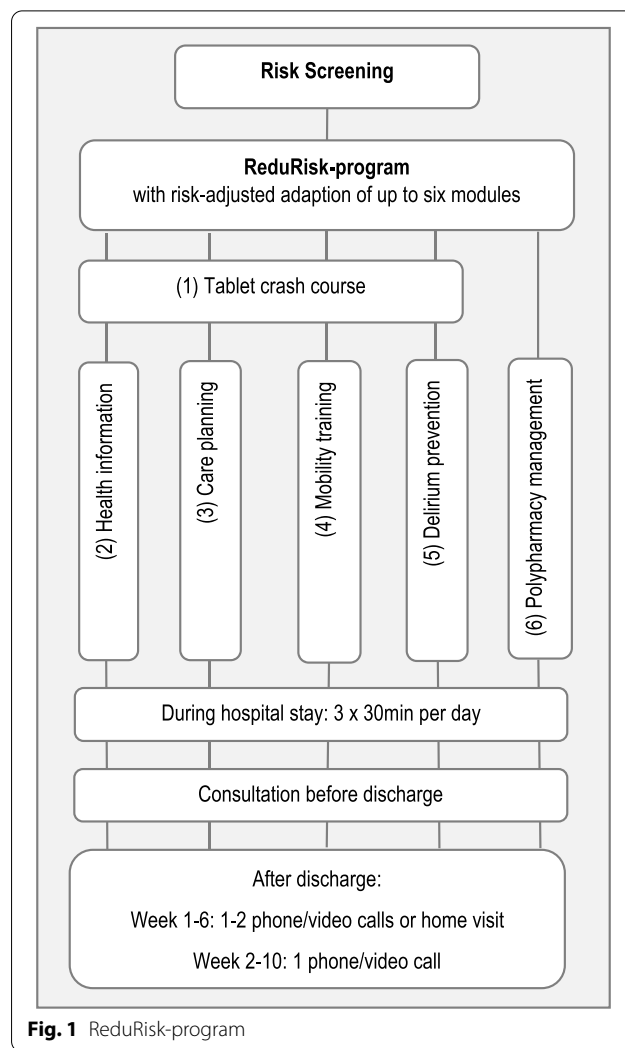 Risk Screening
ReduRisk-program
with risk-adjusted adaption of up to six modules
(1) Tablet crash course
(2) Health information
(3) Care planning
(4) Mobility training
(5) Delirium prevention
(6) Polypharmacy management
During hospital stay: 3 x 30min per day
Consultation before discharge
After discharge:
Week 1-6: 1-2 phone/video calls or home visit
Week 2-10: 1 phone/video call
Fig. 1 ReduRisk-program